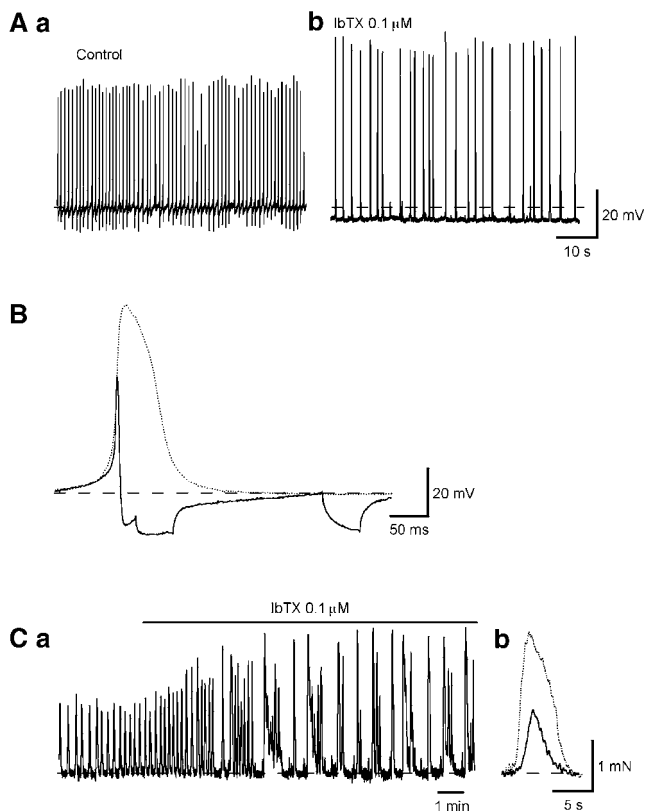 A a
Control
b
IbTX 0.1 µM
20 mV
10 s
B
20 mV
50 ms
IbTX 0.1 µM
C a
b
1 mN
1 min
5 s